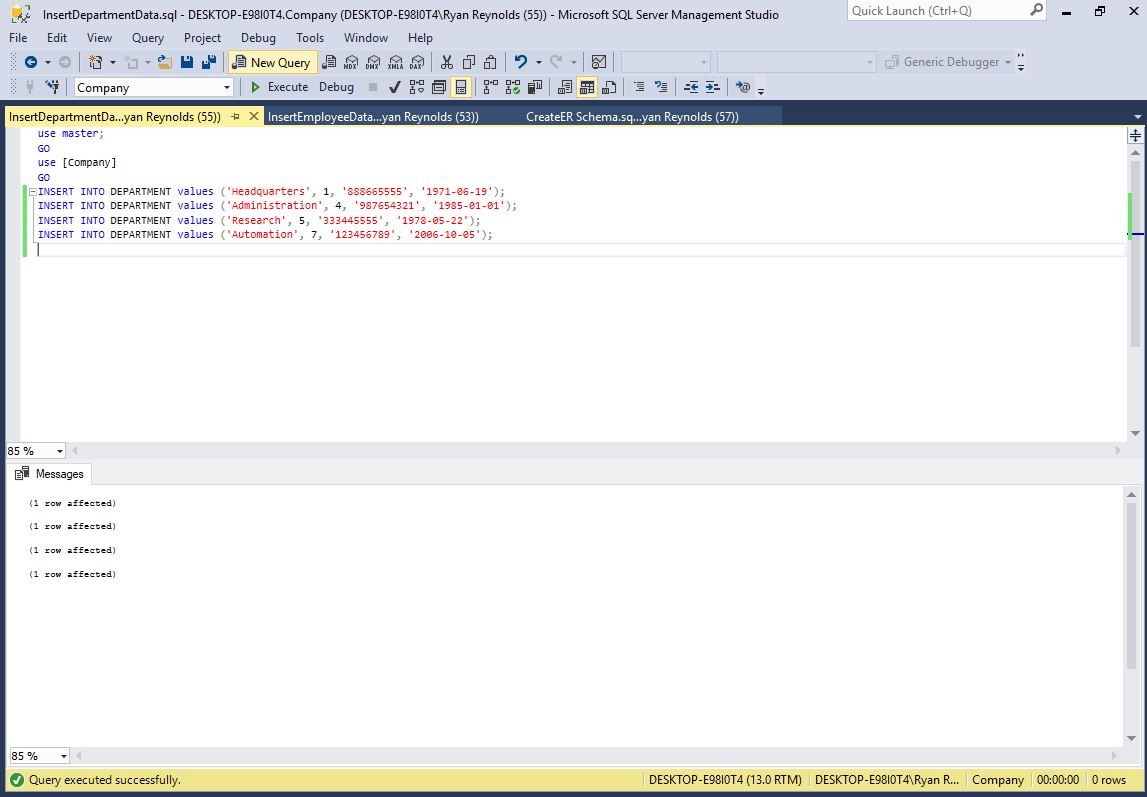 InsertDepartmentData.sql - DESKTOP-E98I0T4.Company (DESKTOP-E98I0T4\Ryan Reynolds (55)) - Microsoft SQL Server Management Studio
Quick Launch (Ctrl+Q)
File Edit View Query Project Debug Tools Window Help
New Query MDX DMX XMLA DAX Generic Debugger
Company Execute Debug
InsertDepartmentDa...yan Reynolds (55)) InsertEmployeeData...yan Reynolds (53)) CreateER Schema.sq...yan Reynolds (57))
use master;
GO
use [Company]
GO
INSERT INTO DEPARTMENT values ('Headquarters', 1, '888665555', '1971-06-19');
INSERT INTO DEPARTMENT values ('Administration', 4, '987654321', '1985-01-01');
INSERT INTO DEPARTMENT values ('Research', 5, '333445555', '1978-05-22');
INSERT INTO DEPARTMENT values ('Automation', 7, '123456789', '2006-10-05');
85 %
Messages
(1 row affected)
(1 row affected)
(1 row affected)
(1 row affected)
85 %
Query executed successfully. DESKTOP-E98I0T4 (13.0 RTM) DESKTOP-E98I0T4\Ryan R... Company 00:00:00 0 rows